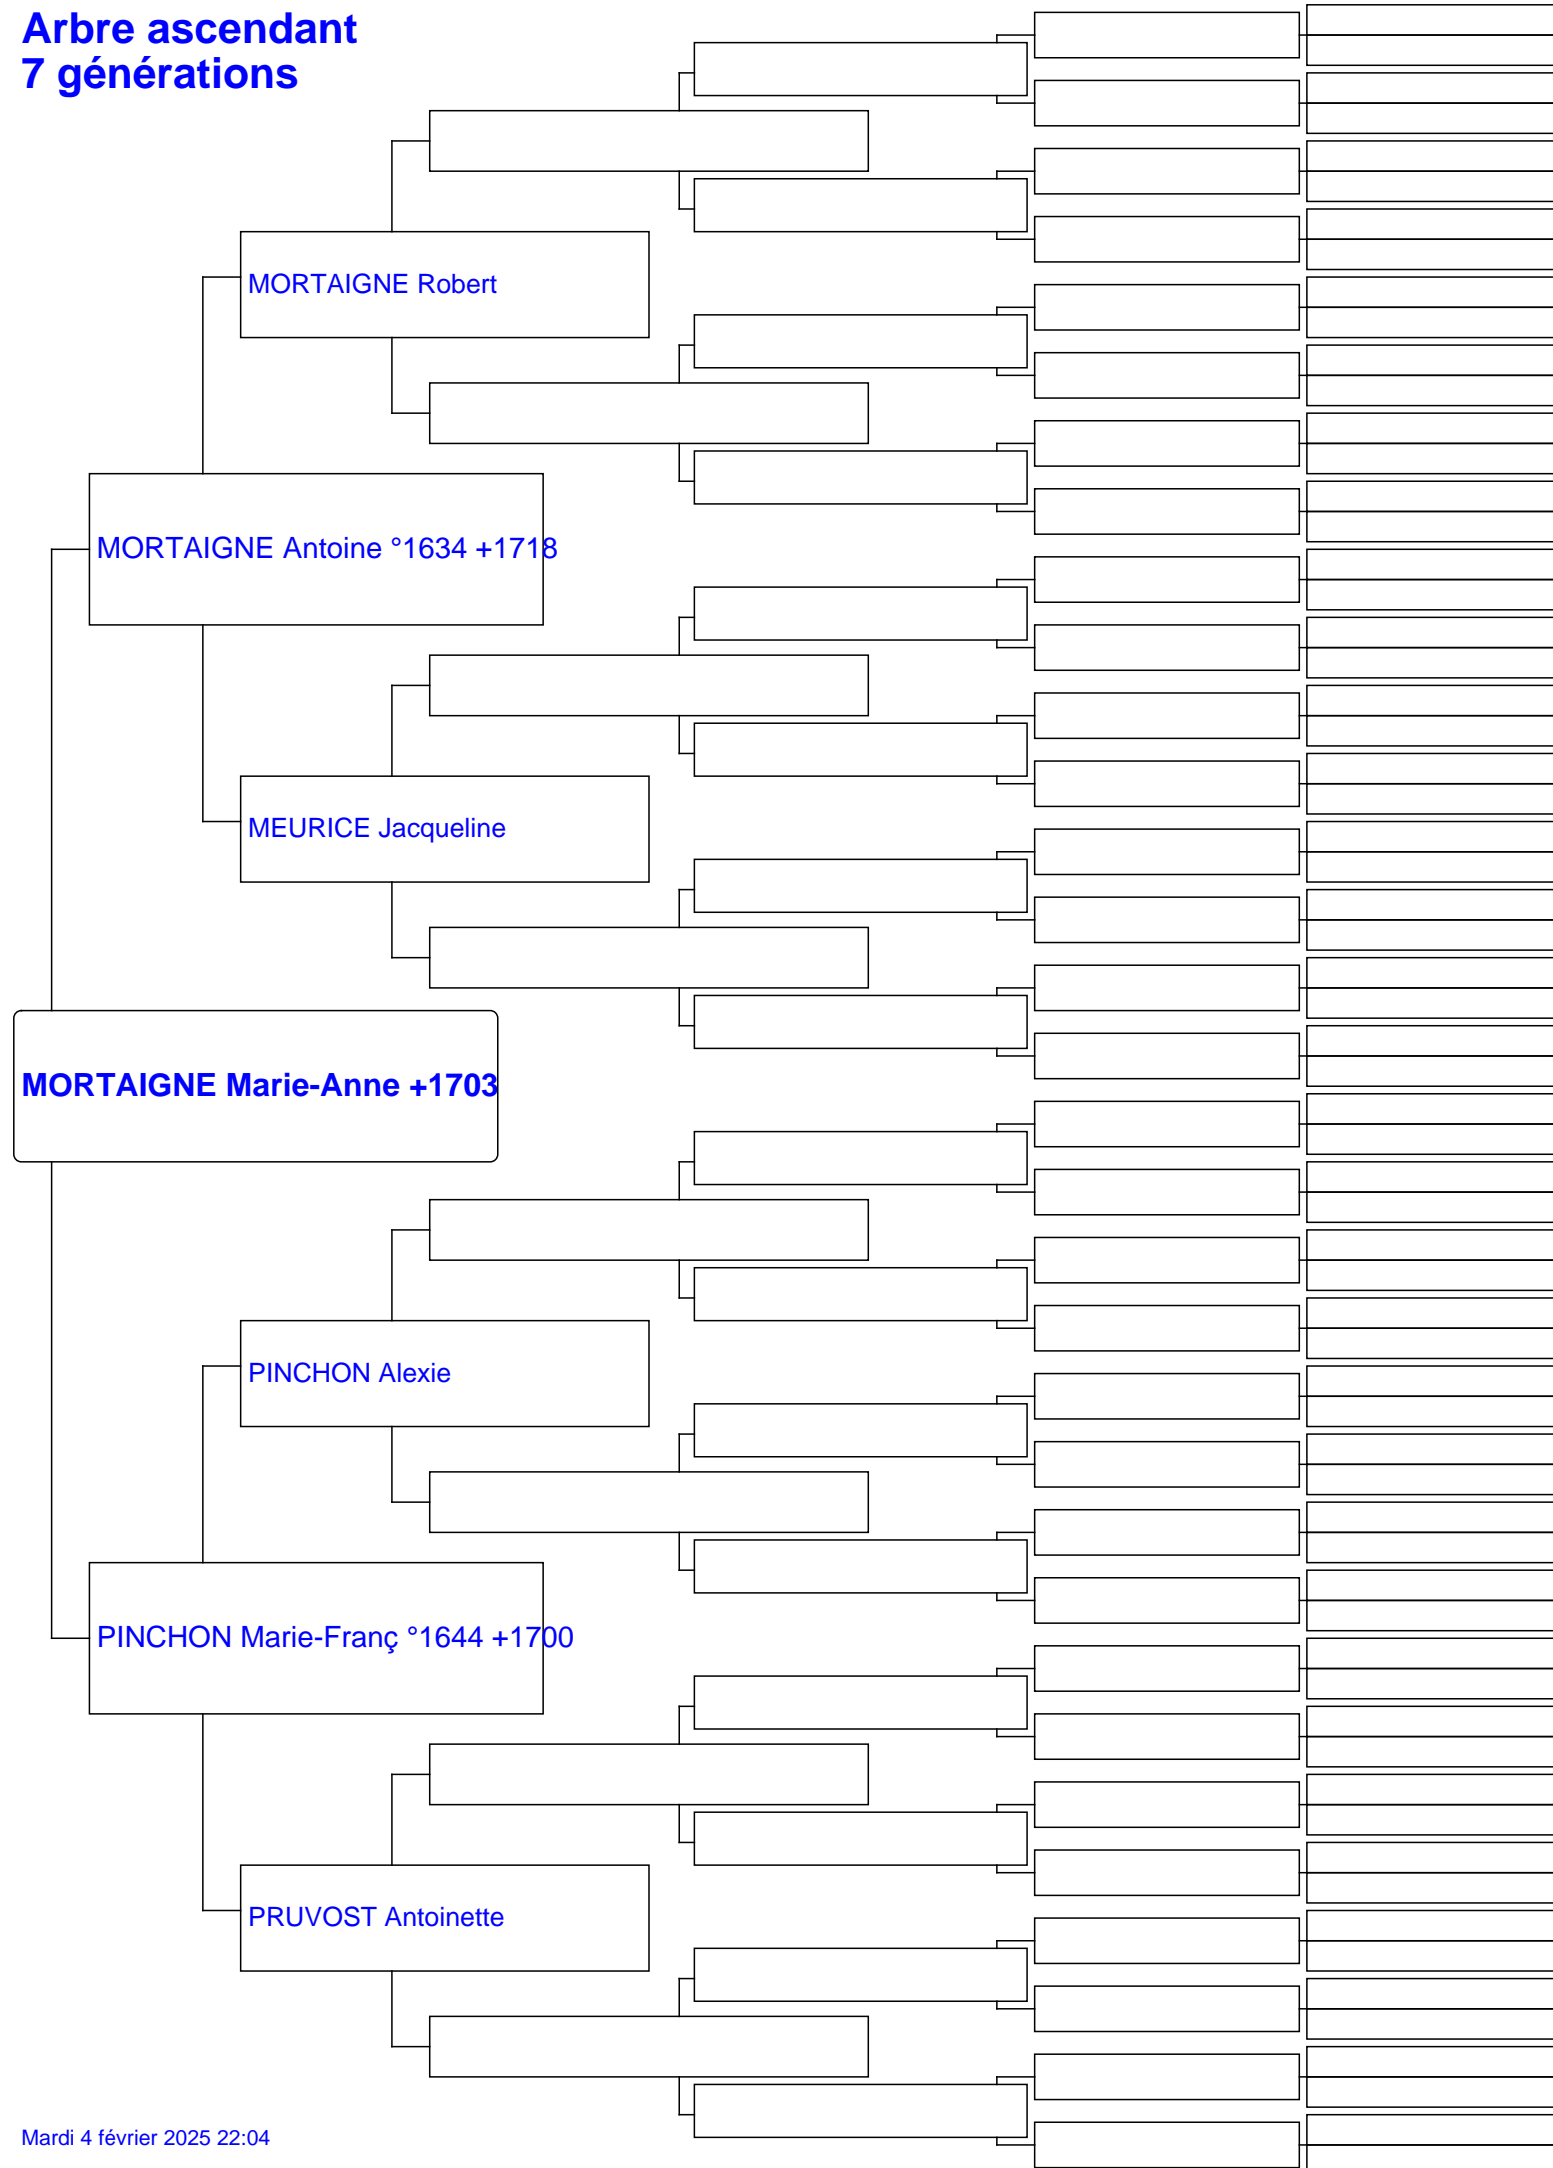 Arbre ascendant
7 générations
MORTAIGNE Robert
MORTAIGNE Antoine °1634 +1718
MEURICE Jacqueline
MORTAIGNE Marie-Anne +1703
PINCHON Alexie
PINCHON Marie-Franç °1644 +1700
PRUVOST Antoinette
Mardi 4 février 2025 22:04